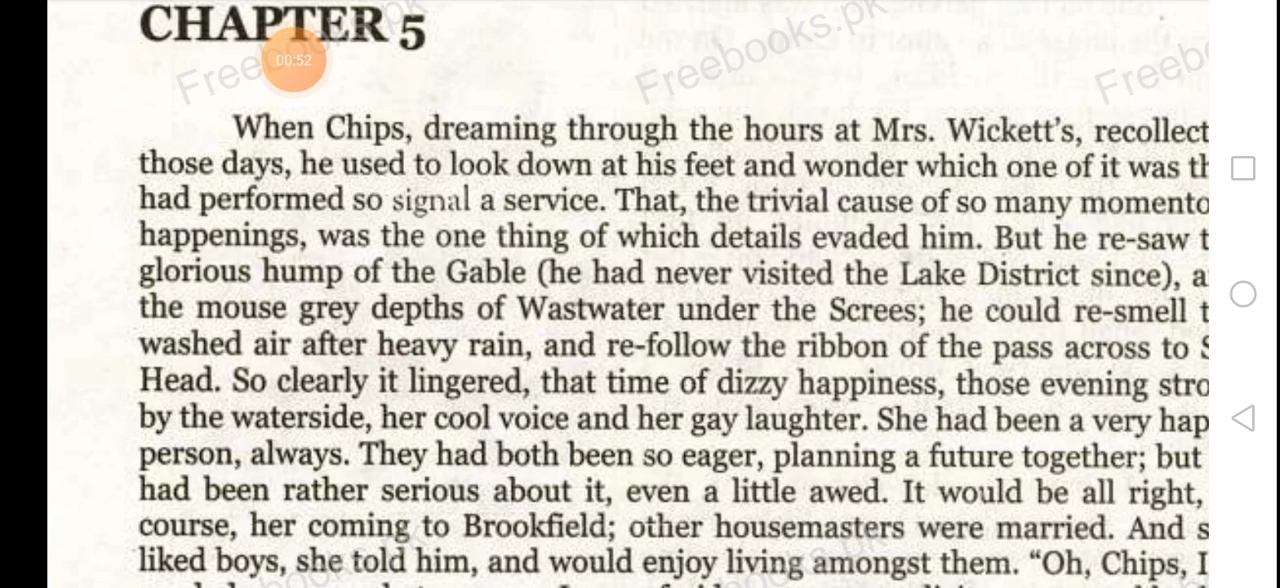 CHAPTER 5
Freebooks.pk
00:52
When Chips, dreaming through the hours at Mrs. Wickett's, recollect
those days, he used to look down at his feet and wonder which one of it was th
had performed so signal a service. That, the trivial cause of so many momento
happenings, was the one thing of which details evaded him. But he re-saw t
glorious hump of the Gable (he had never visited the Lake District since), a
the mouse grey depths of Wastwater under the Screes; he could re-smell t
washed air after heavy rain, and re-follow the ribbon of the pass across to S
Head. So clearly it lingered, that time of dizzy happiness, those evening stro
by the waterside, her cool voice and her gay laughter. She had been a very hap
person, always. They had both been so eager, planning a future together; but
had been rather serious about it, even a little awed. It would be all right,
course, her coming to Brookfield; other housemasters were married. And s
liked boys, she told him, and would enjoy living amongst them. "Oh, Chips, I